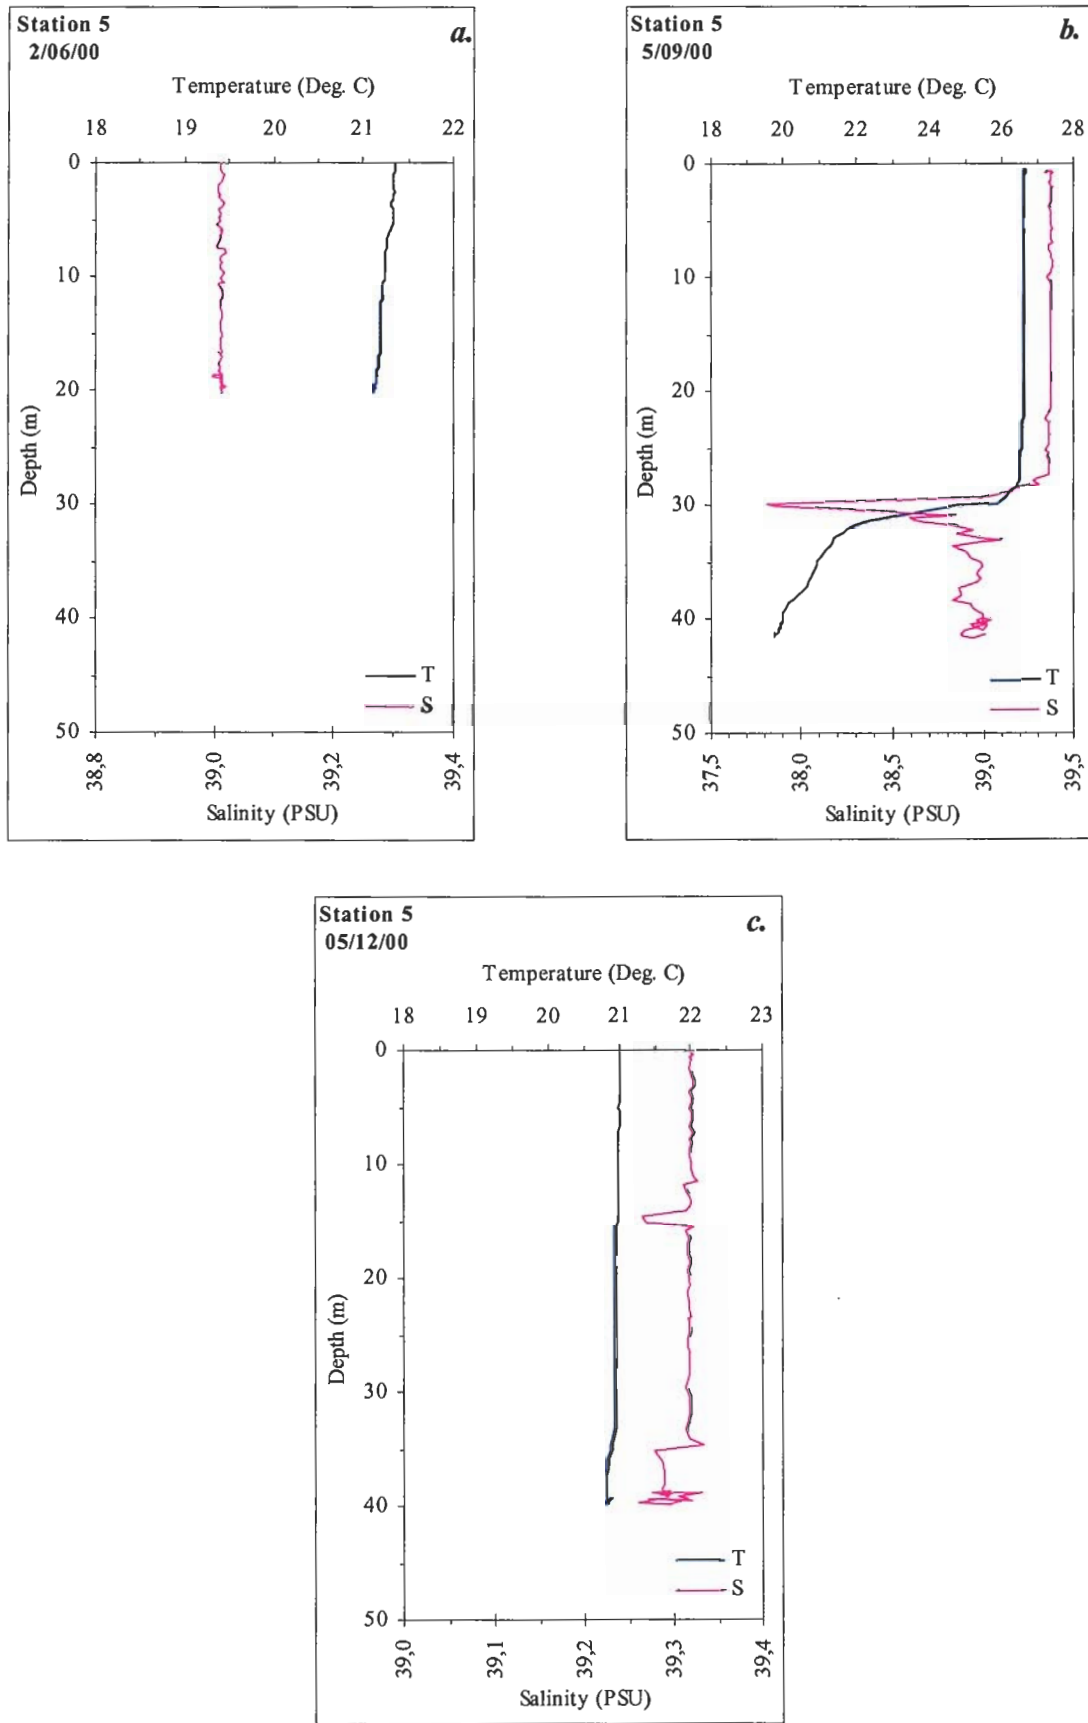 Station 5
2/06/00
a.
Temperature (Deg. C)
18 19 20 21 22
0
10
20
30
40
50
Depth (m)
T
S
38,8 39,0 39,2 39,4
Salinity (PSU)
Station 5
5/09/00
b.
Temperature (Deg. C)
18 20 22 24 26 28
0
10
20
30
40
50
Depth (m)
T
S
37,5 38,0 38,5 39,0 39,5
Salinity (PSU)
Station 5
05/12/00
c.
Temperature (Deg. C)
18 19 20 21 22 23
0
10
20
30
40
50
Depth (m)
T
S
39,0 39,1 39,2 39,3 39,4
Salinity (PSU)